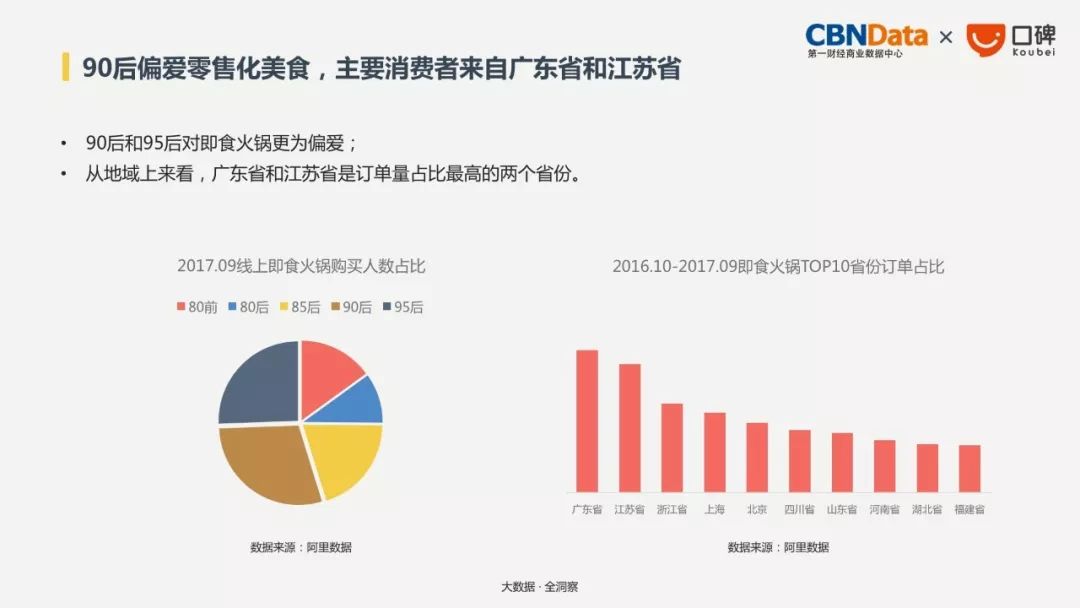 CBNData × 口碑
第一财经商业数据中心 Koubei
90后偏爱零售化美食，主要消费者来自广东省和江苏省
• 90后和95后对即食火锅更为偏爱；
• 从地域上来看，广东省和江苏省是订单量占比最高的两个省份。
2017.09线上即食火锅购买人数占比
80前 80后 85后 90后 95后
数据来源：阿里数据
2016.10-2017.09即食火锅TOP10省份订单占比
广东省 江苏省 浙江省 上海 北京 四川省 山东省 河南省 湖北省 福建省
数据来源：阿里数据
大数据 · 全洞察